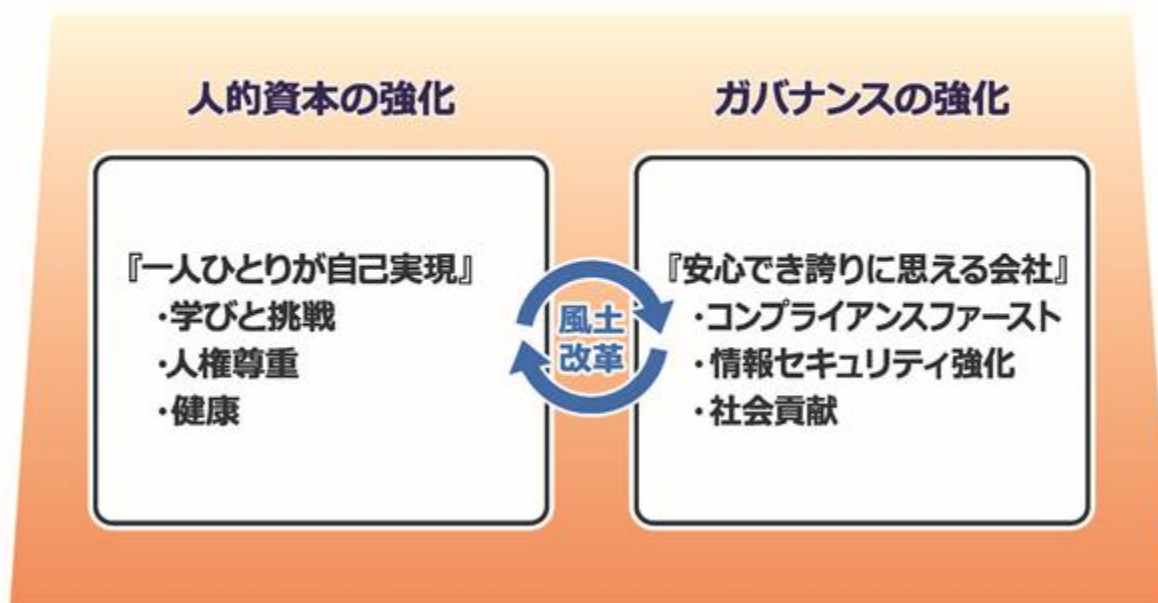 人的資本の強化
『一人ひとりが自己実現』
・学びと挑戦
・人権尊重
・健康
風土
改革
ガバナンスの強化
『安心でき誇りに思える会社』
・コンプライアンスファースト
・情報セキュリティ強化
・社会貢献